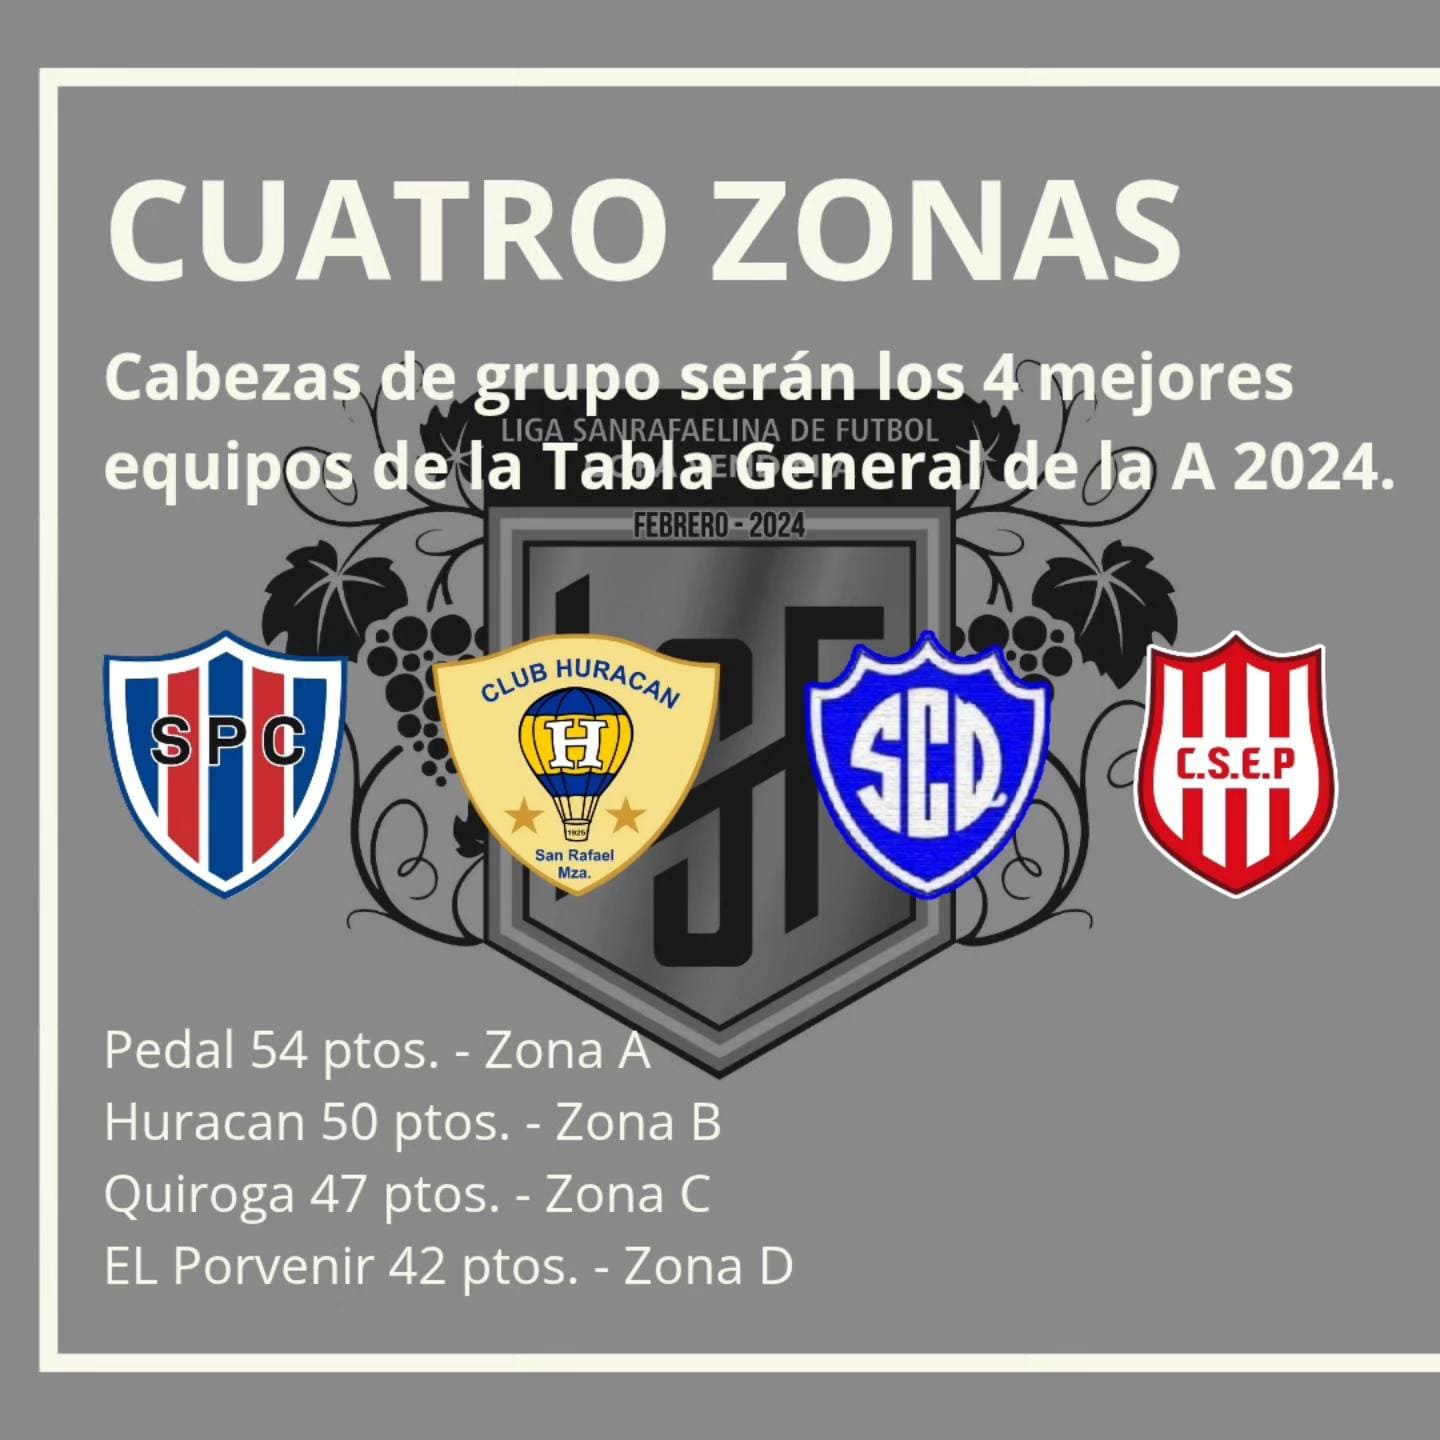 CUATRO ZONAS
Cabezas de grupo serán los 4 mejores
LIGA SANRAFAELINA DE FUTBOL
equipos de la Tabla General de la A 2024.
FEBRERO - 2024
SPC
CLUB HURACAN
H
1925
San Rafael
Mza.
SCQ
C.S.E.P
Pedal 54 ptos. - Zona A
Huracan 50 ptos. - Zona B
Quiroga 47 ptos. - Zona C
EL Porvenir 42 ptos. - Zona D